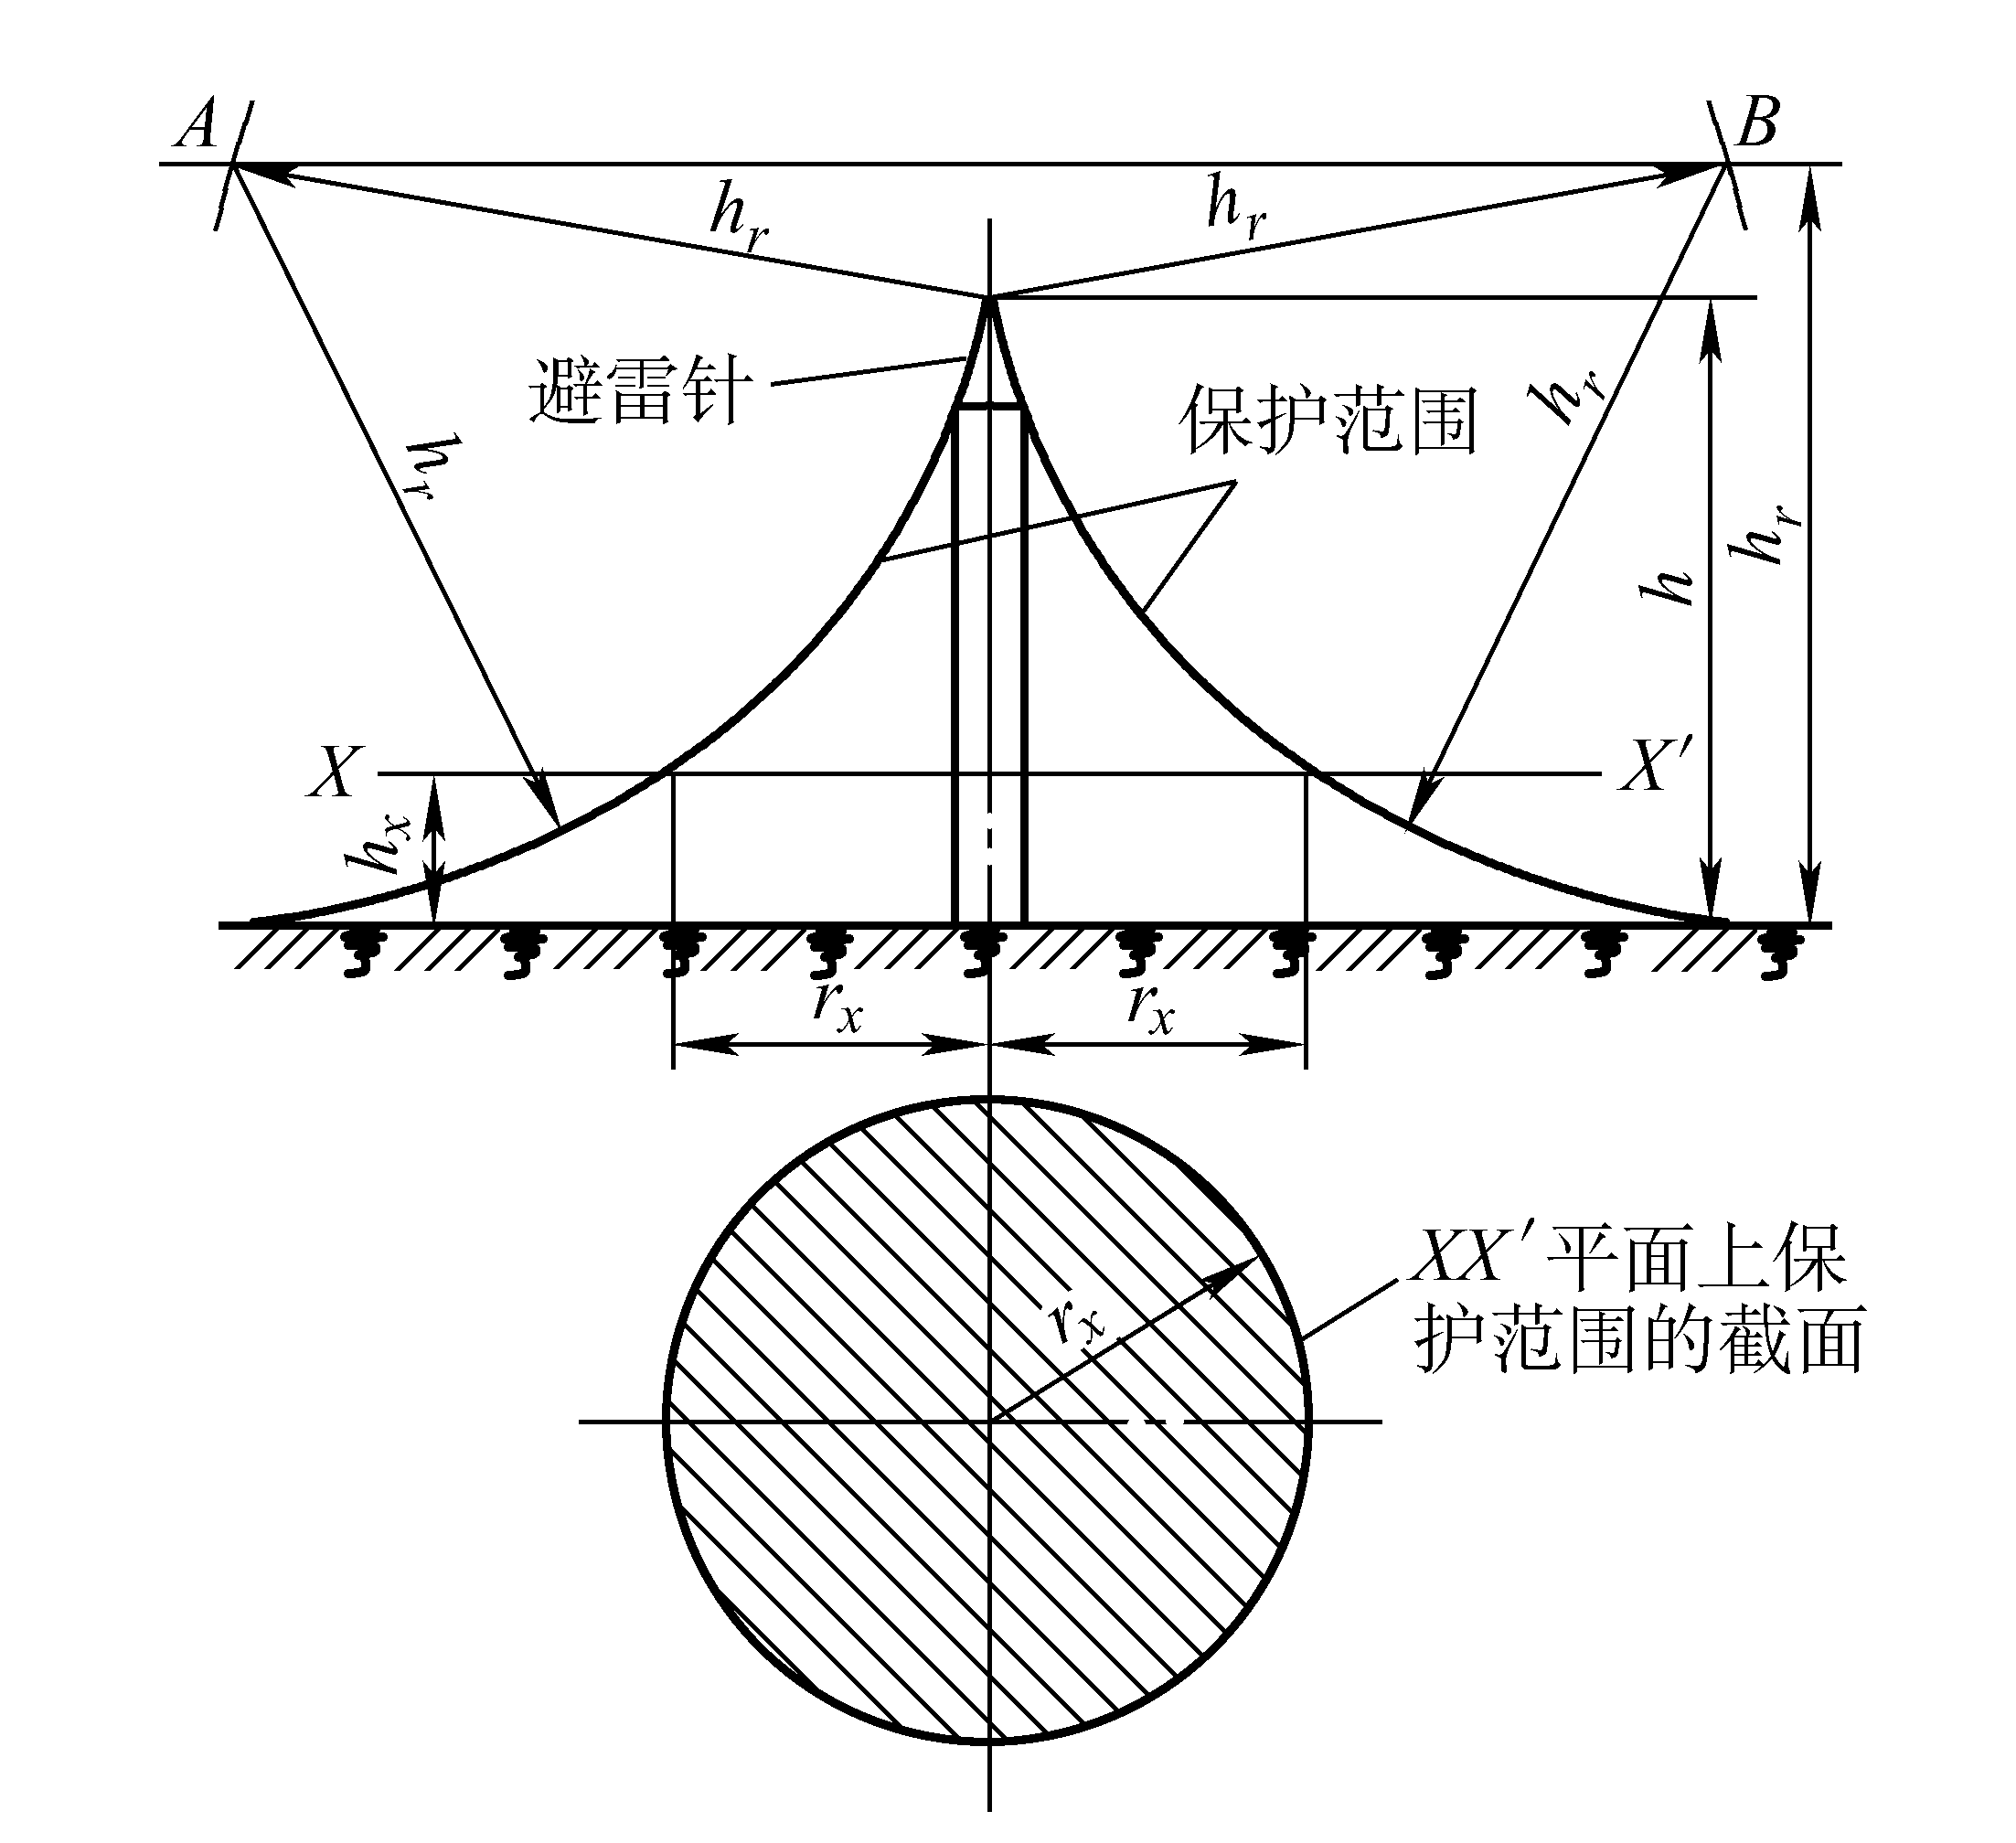 A
B
h_r
h_r
避雷针
保护范围
h_r
h_r
h_r
h
X
X′
h_x
r_x
r_x
r_x
XX′平面上保
护范围的截面